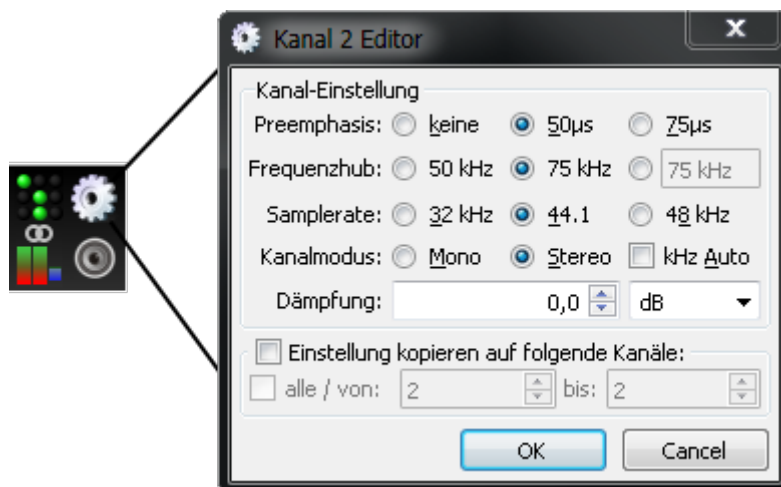 Kanal 2 Editor
x
Kanal-Einstellung
Preemphasis: keine 50µs 75µs
Frequenzhub: 50 kHz 75 kHz 75 kHz
Samplerate: 32 kHz 44.1 48 kHz
Kanalmodus: Mono Stereo kHz Auto
Dämpfung: 0,0 dB
Einstellung kopieren auf folgende Kanäle:
alle / von: 2 bis: 2
OK Cancel